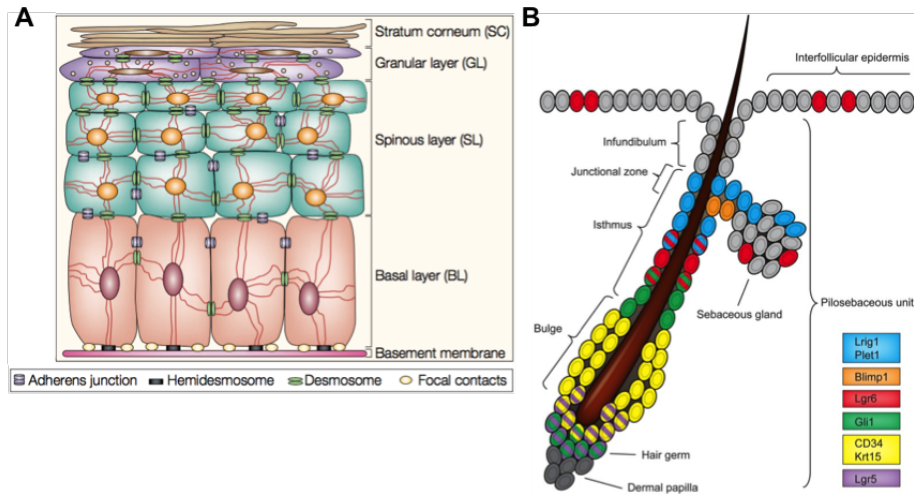 A
Stratum corneum (SC)
Granular layer (GL)
Spinous layer (SL)
Basal layer (BL)
Basement membrane
Adherens junction
Hemidesmosome
Desmosome
Focal contacts
B
Interfollicular epidermis
Infundibulum
Junctional zone
Isthmus
Bulge
Sebaceous gland
Pilosebaceous unit
Hair germ
Dermal papilla
Lrig1
Plet1
Blimp1
Lgr6
Gli1
CD34
Krt15
Lgr5